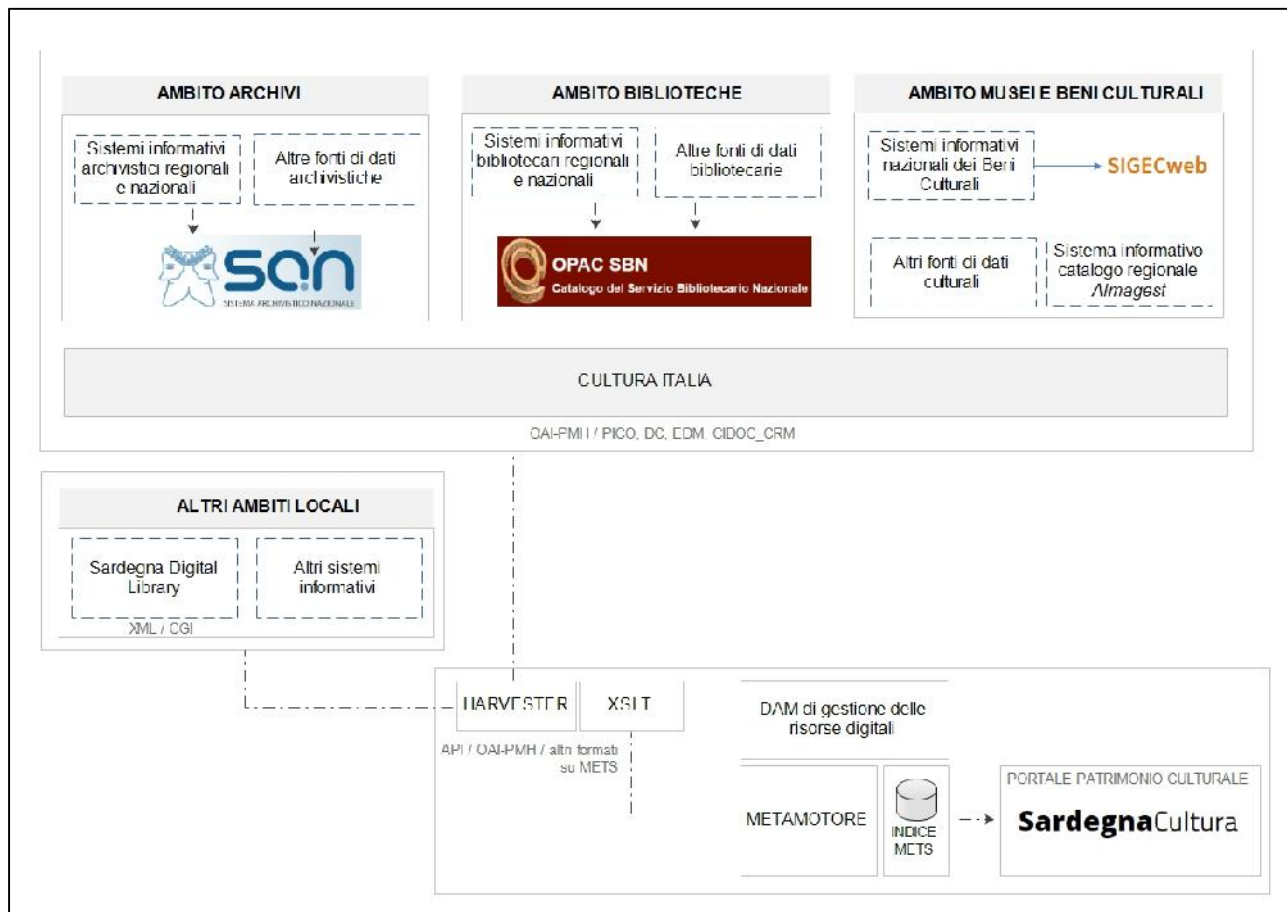 AMBITO ARCHIVI
Sistemi informativi
archivistici regionali
e nazionali
Altre fonti di dati
archivistiche
san
SISTEMA ARCHIVISTICO NAZIONALE
AMBITO BIBLIOTECHE
Sistemi informativi
bibliotecari regionali
e nazionali
Altre fonti di dati
bibliotecarie
OPAC SBN
Catalogo del Servizio Bibliotecario Nazionale
AMBITO MUSEI E BENI CULTURALI
Sistemi informativi
nazionali dei Beni
Culturali
SIGECweb
Altri fonti di dati
culturali
Sistema informativo
catalogo regionale
Almagest
CULTURA ITALIA
OAI-PMH / PICO, DC, EDM, CIDOC_CRM
ALTRI AMBITI LOCALI
Sardegna Digital
Library
Altri sistemi
informativi
XML / CGI
HARVESTER
XSLT
API / OAI-PMH / altri formati
su METS
DAM di gestione delle
risorse digitali
METAMOTORE
INDICE
METS
PORTALE PATRIMONIO CULTURALE
SardegnaCultura